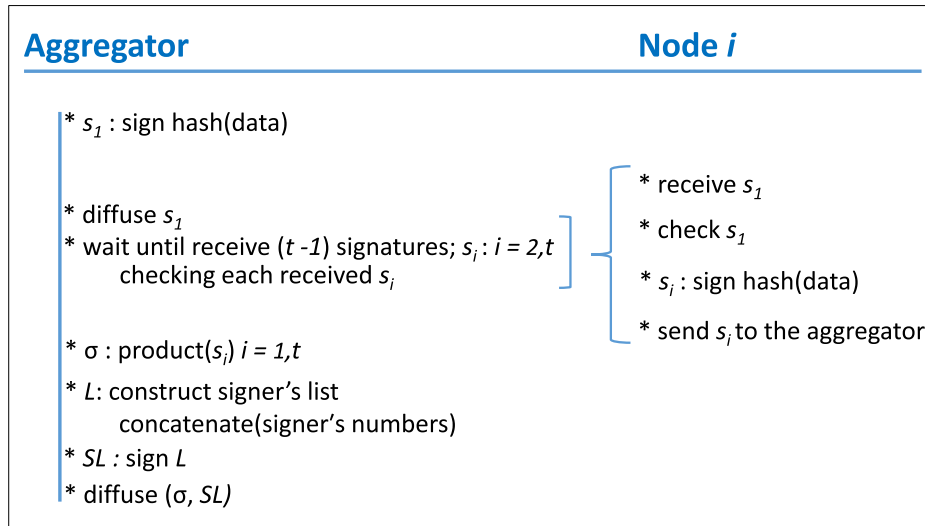 Aggregator
* s1 : sign hash(data)
* diffuse s1
* wait until receive (t -1) signatures; si : i = 2,t
checking each received si
* σ : product(si) i = 1,t
* L: construct signer's list
concatenate(signer's numbers)
* SL : sign L
* diffuse (σ, SL)
Node i
* receive s1
* check s1
* si : sign hash(data)
* send si to the aggregator